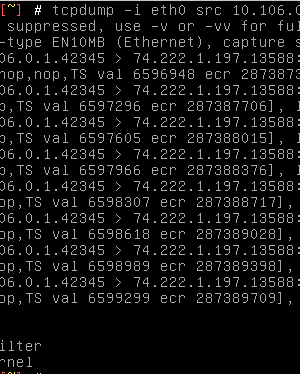 [~] # tcpdump -i eth0 src 10.106.0
suppressed, use -v or -vv for ful
-type EN10MB (Ethernet), capture s
06.0.1.42345 > 74.222.1.197.13588:
nop,nop,TS val 6596948 ecr 2873873
06.0.1.42345 > 74.222.1.197.13588:
op,TS val 6597296 ecr 287387706], l
06.0.1.42345 > 74.222.1.197.13588:
op,TS val 6597605 ecr 287388015], l
06.0.1.42345 > 74.222.1.197.13588:
op,TS val 6597966 ecr 287388376], l
06.0.1.42345 > 74.222.1.197.13588:
op,TS val 6598307 ecr 287388717],
06.0.1.42345 > 74.222.1.197.13588:
op,TS val 6598618 ecr 287389028],
06.0.1.42345 > 74.222.1.197.13588:
op,TS val 6598989 ecr 287389398],
06.0.1.42345 > 74.222.1.197.13588:
op,TS val 6599299 ecr 287389709],
ilter
rnel